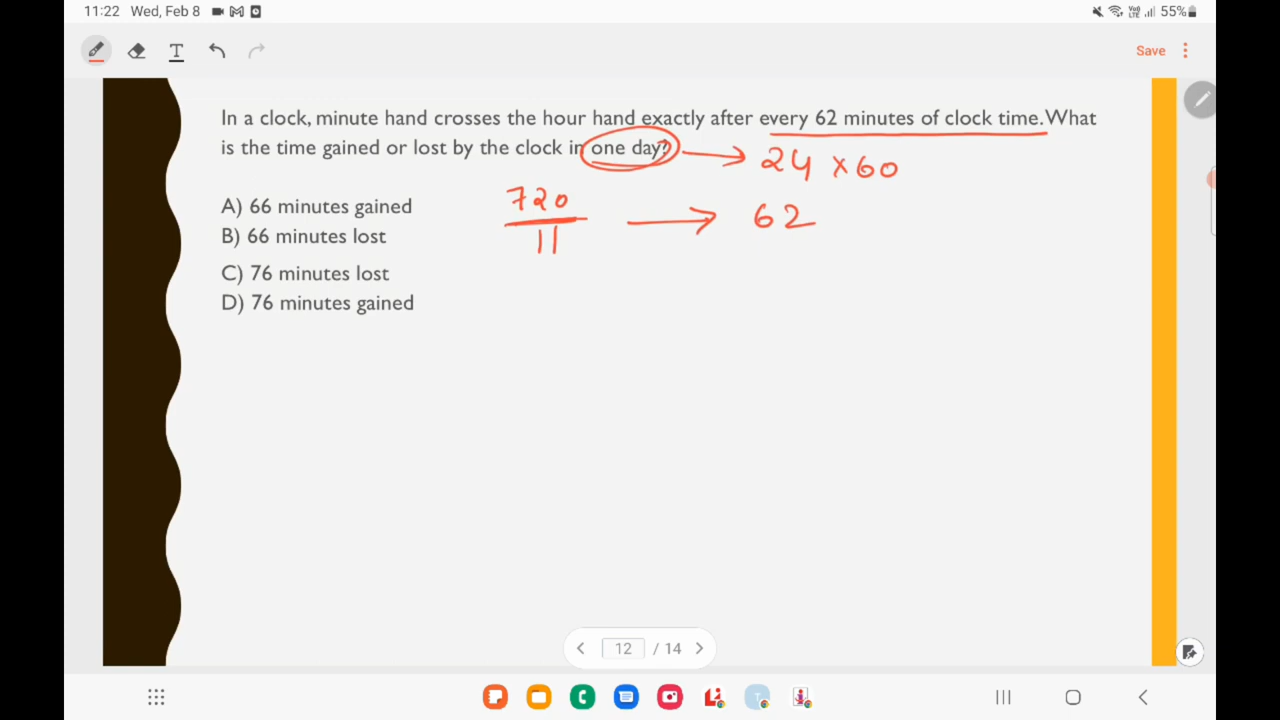 11:22 Wed, Feb 8
Vo) LTE 55%
T
Save
In a clock, minute hand crosses the hour hand exactly after every 62 minutes of clock time. What
is the time gained or lost by the clock in one day?
24 × 60
A) 66 minutes gained
B) 66 minutes lost
C) 76 minutes lost
D) 76 minutes gained
720
11
62
12 / 14